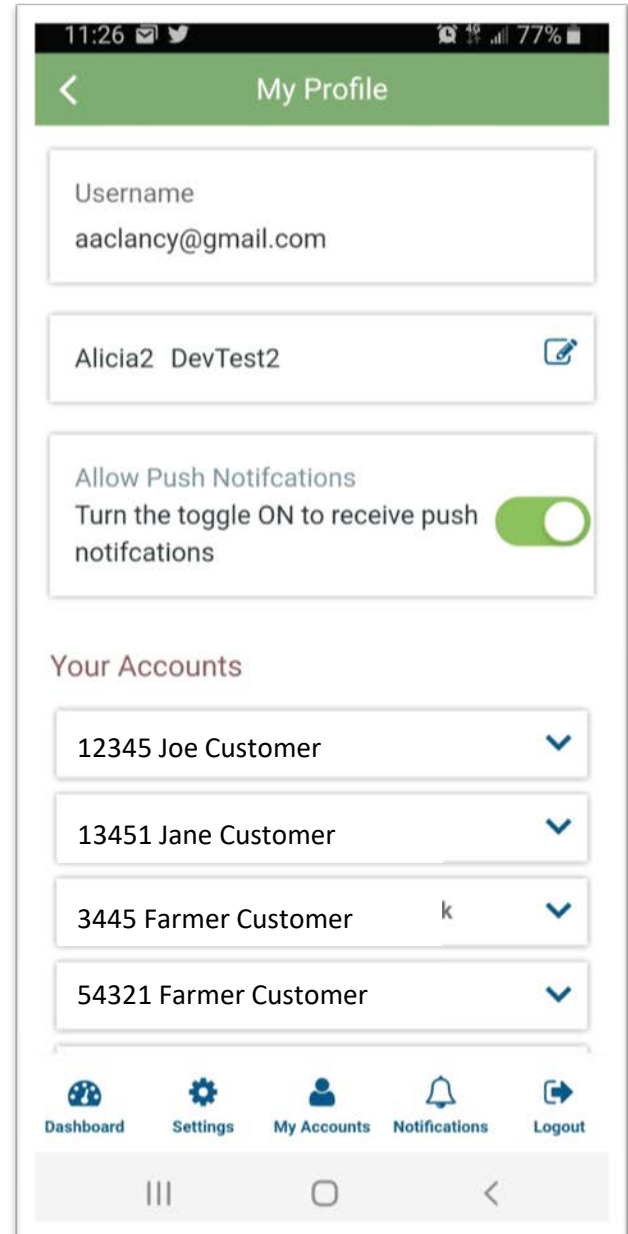 11:26 4G 77%
My Profile
Username
aaclancy@gmail.com
Alicia2 DevTest2
Allow Push Notifcations
Turn the toggle ON to receive push
notifcations
Your Accounts
12345 Joe Customer
13451 Jane Customer
3445 Farmer Customer k
54321 Farmer Customer
Dashboard Settings My Accounts Notifications Logout